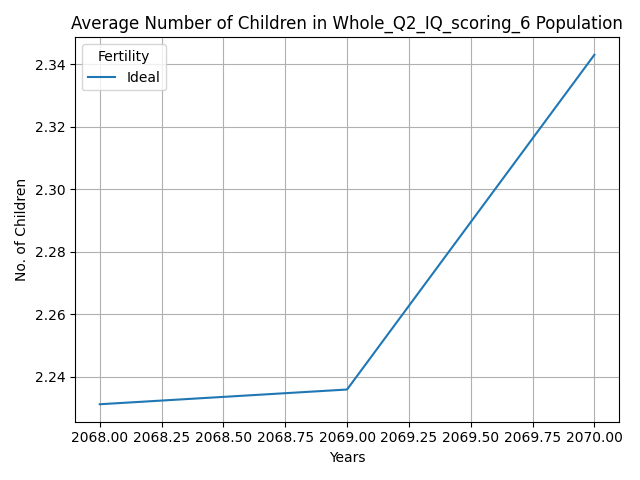 Average Number of Children in Whole_Q2_IQ_scoring_6 Population
Fertility
Ideal
2.34
2.32
2.30
2.28
2.26
2.24
No. of Children
2068.00 2068.25 2068.50 2068.75 2069.00 2069.25 2069.50 2069.75 2070.00
Years